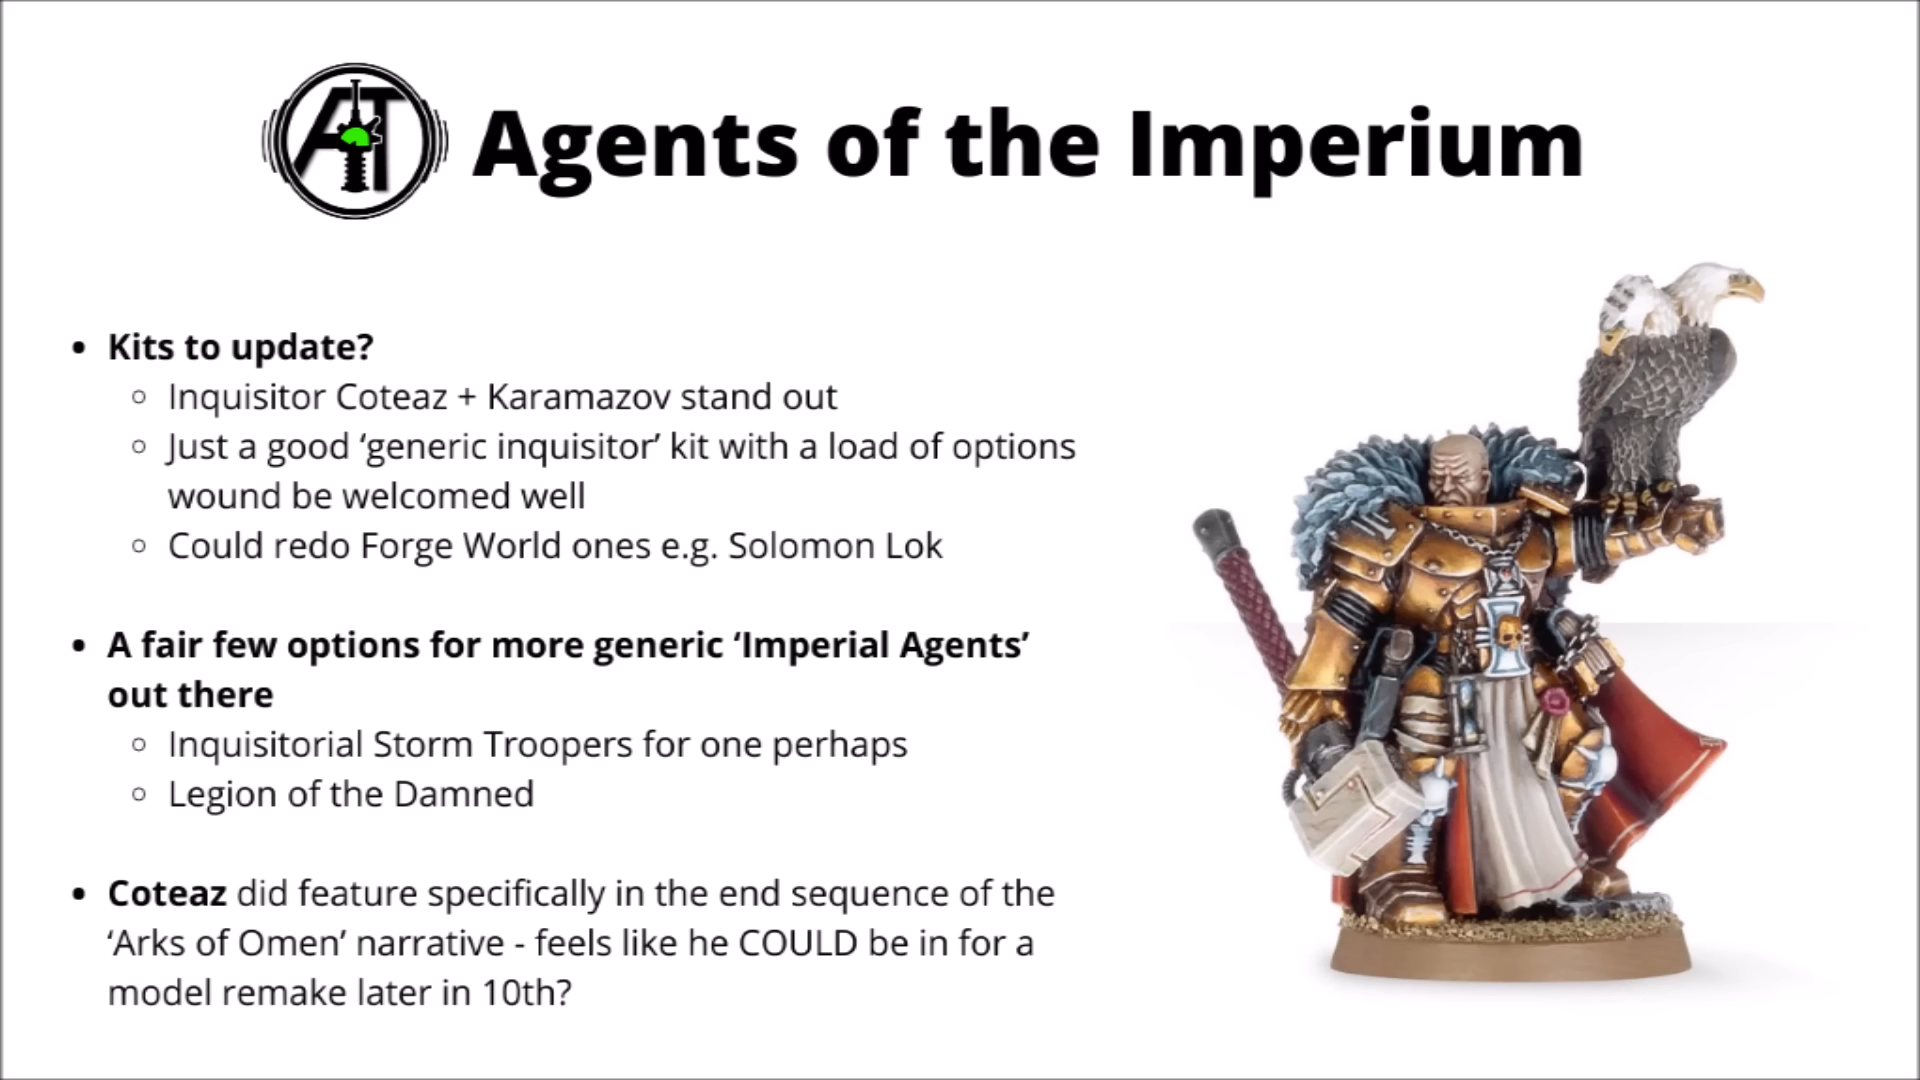 AT
Agents of the Imperium
• Kits to update?
◦ Inquisitor Coteaz + Karamazov stand out
◦ Just a good ‘generic inquisitor’ kit with a load of options
wound be welcomed well
◦ Could redo Forge World ones e.g. Solomon Lok
• A fair few options for more generic ‘Imperial Agents’
out there
◦ Inquisitorial Storm Troopers for one perhaps
◦ Legion of the Damned
• Coteaz did feature specifically in the end sequence of the
‘Arks of Omen’ narrative - feels like he COULD be in for a
model remake later in 10th?